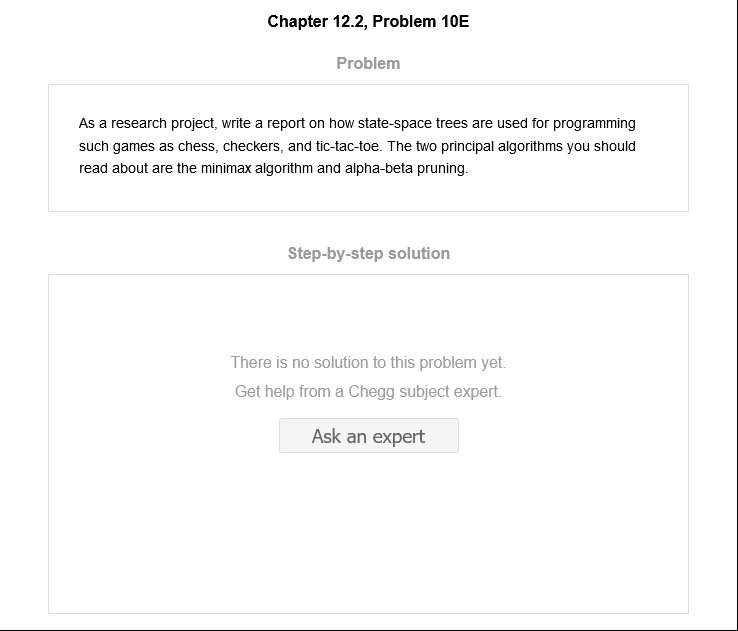 Chapter 12.2, Problem 10E
Problem
As a research project, write a report on how state-space trees are used for programming
such games as chess, checkers, and tic-tac-toe. The two principal algorithms you should
read about are the minimax algorithm and alpha-beta pruning.
Step-by-step solution
There is no solution to this problem yet.
Get help from a Chegg subject expert.
Ask an expert